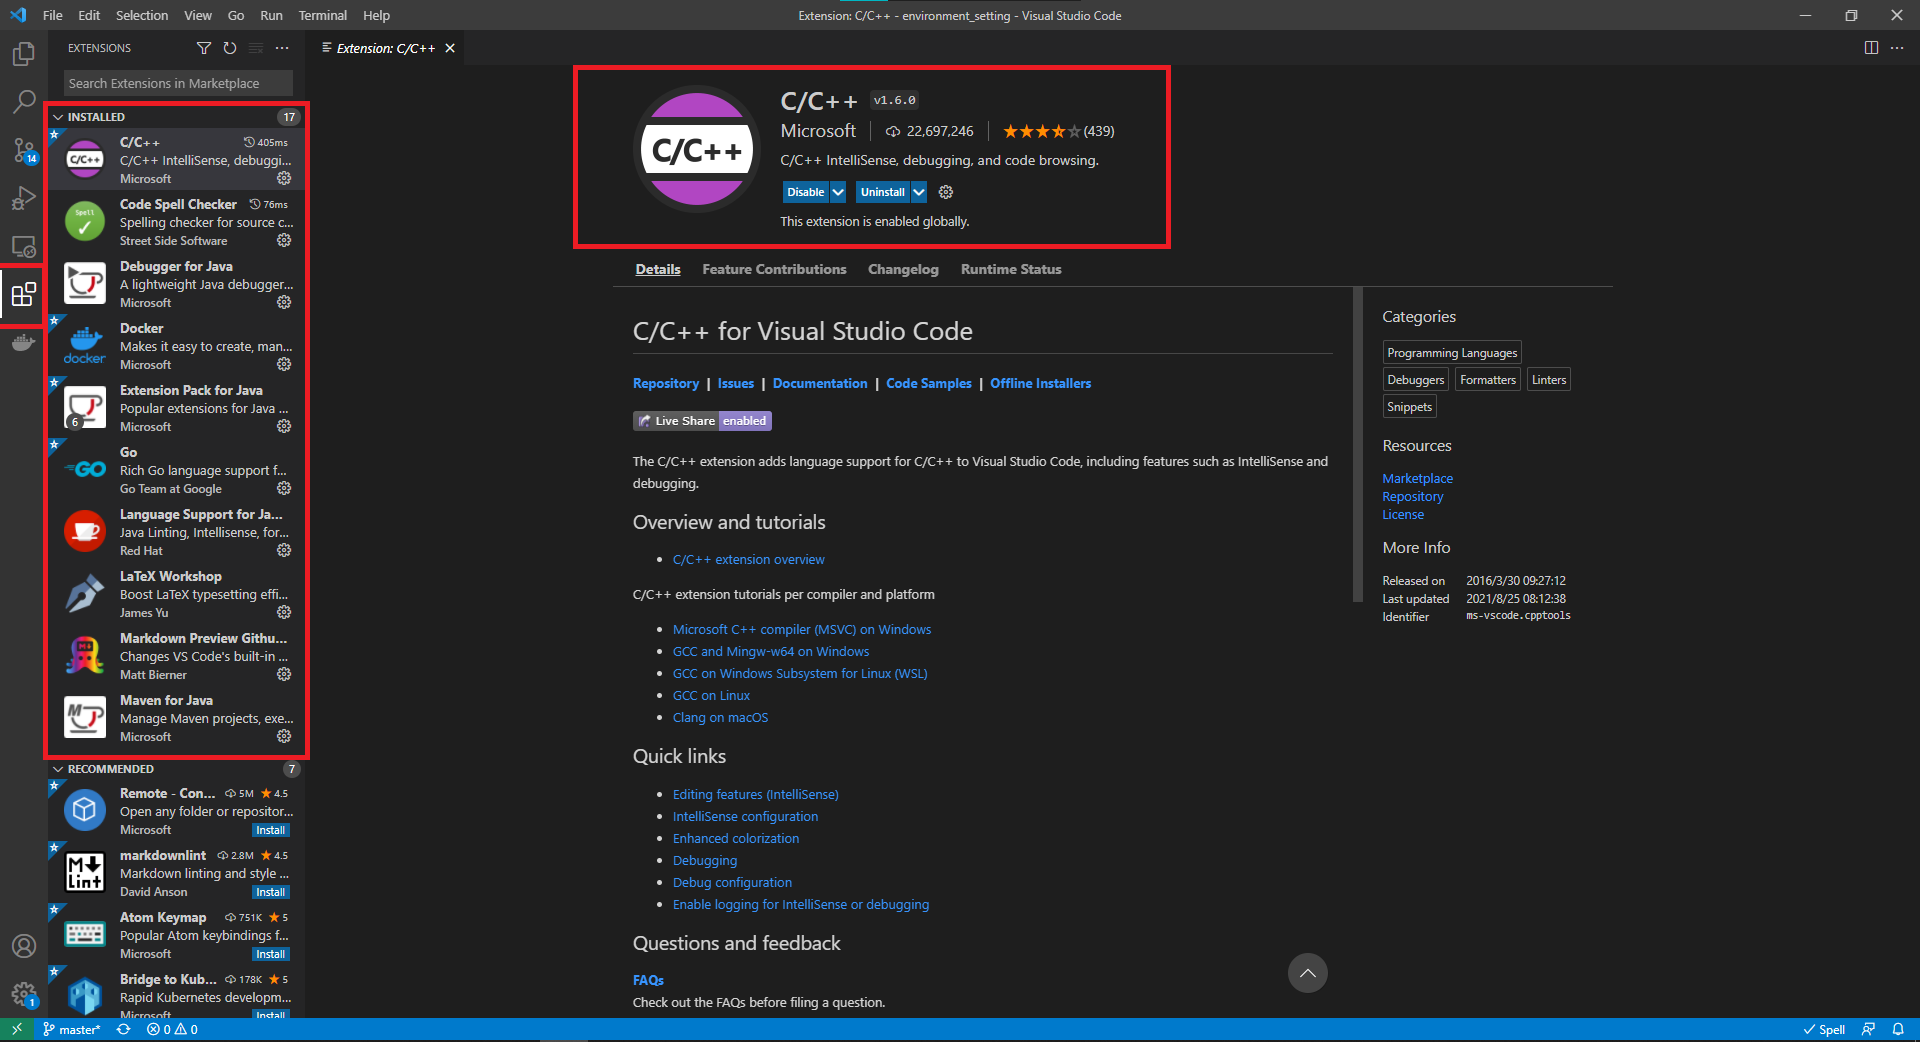 File Edit Selection View Go Run Terminal Help
Extension: C/C++ - environment_setting - Visual Studio Code
EXTENSIONS
Extension: C/C++
Search Extensions in Marketplace
INSTALLED 17
C/C++ 405ms
C/C++ IntelliSense, debuggi...
Microsoft
Code Spell Checker 76ms
Spelling checker for source c...
Street Side Software
Debugger for Java
A lightweight Java debugger...
Microsoft
Docker
Makes it easy to create, man...
Microsoft
Extension Pack for Java
Popular extensions for Java ...
Microsoft
Go
Rich Go language support f...
Go Team at Google
Language Support for Ja...
Java Linting, Intellisense, for...
Red Hat
LaTeX Workshop
Boost LaTeX typesetting effi...
James Yu
Markdown Preview Githu...
Changes VS Code's built-in ...
Matt Bierner
Maven for Java
Manage Maven projects, exe...
Microsoft
RECOMMENDED 7
Remote - Con... 5M 4.5
Open any folder or repositor...
Microsoft Install
markdownlint 2.8M 4.5
Markdown linting and style ...
David Anson Install
Atom Keymap 751K 5
Popular Atom keybindings f...
Microsoft Install
Bridge to Kub... 178K 5
Rapid Kubernetes developm...
Microsoft Install
14
1
C/C++
Spell
docker
6
GO
M
M Lint
C/C++
C/C++ v1.6.0
Microsoft 22,697,246 (439)
C/C++ IntelliSense, debugging, and code browsing.
Disable Uninstall
This extension is enabled globally.
Details Feature Contributions Changelog Runtime Status
C/C++ for Visual Studio Code
Repository | Issues | Documentation | Code Samples | Offline Installers
Live Share enabled
The C/C++ extension adds language support for C/C++ to Visual Studio Code, including features such as IntelliSense and
debugging.
Overview and tutorials
C/C++ extension overview
C/C++ extension tutorials per compiler and platform
Microsoft C++ compiler (MSVC) on Windows
GCC and Mingw-w64 on Windows
GCC on Windows Subsystem for Linux (WSL)
GCC on Linux
Clang on macOS
Quick links
Editing features (IntelliSense)
IntelliSense configuration
Enhanced colorization
Debugging
Debug configuration
Enable logging for IntelliSense or debugging
Questions and feedback
FAQs
Check out the FAQs before filing a question.
Categories
Programming Languages
Debuggers Formatters Linters
Snippets
Resources
Marketplace
Repository
License
More Info
Released on 2016/3/30 09:27:12
Last updated 2021/8/25 08:12:38
Identifier ms-vscode.cpptools
master* 0 0
Spell